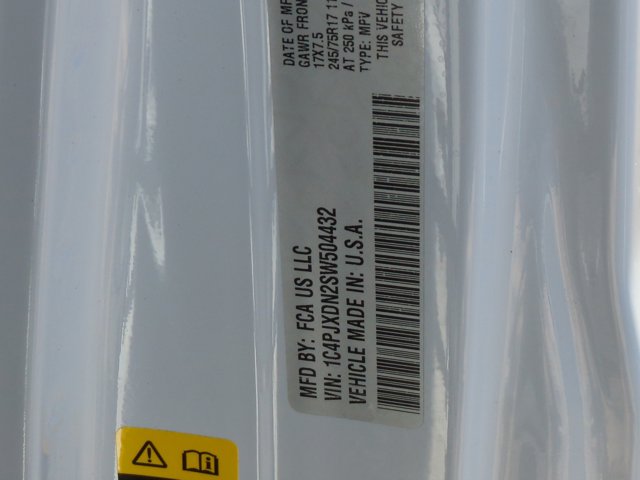 MFD BY: FCA US LLC
VIN: 1C4PJXDN2SW504432
VEHICLE MADE IN: U.S.A.
DATE OF MF
GAWR FRON
17X7.5
245/75R17 11
AT 250 kPa /
TYPE: MPV
THIS VEHIC
SAFETY